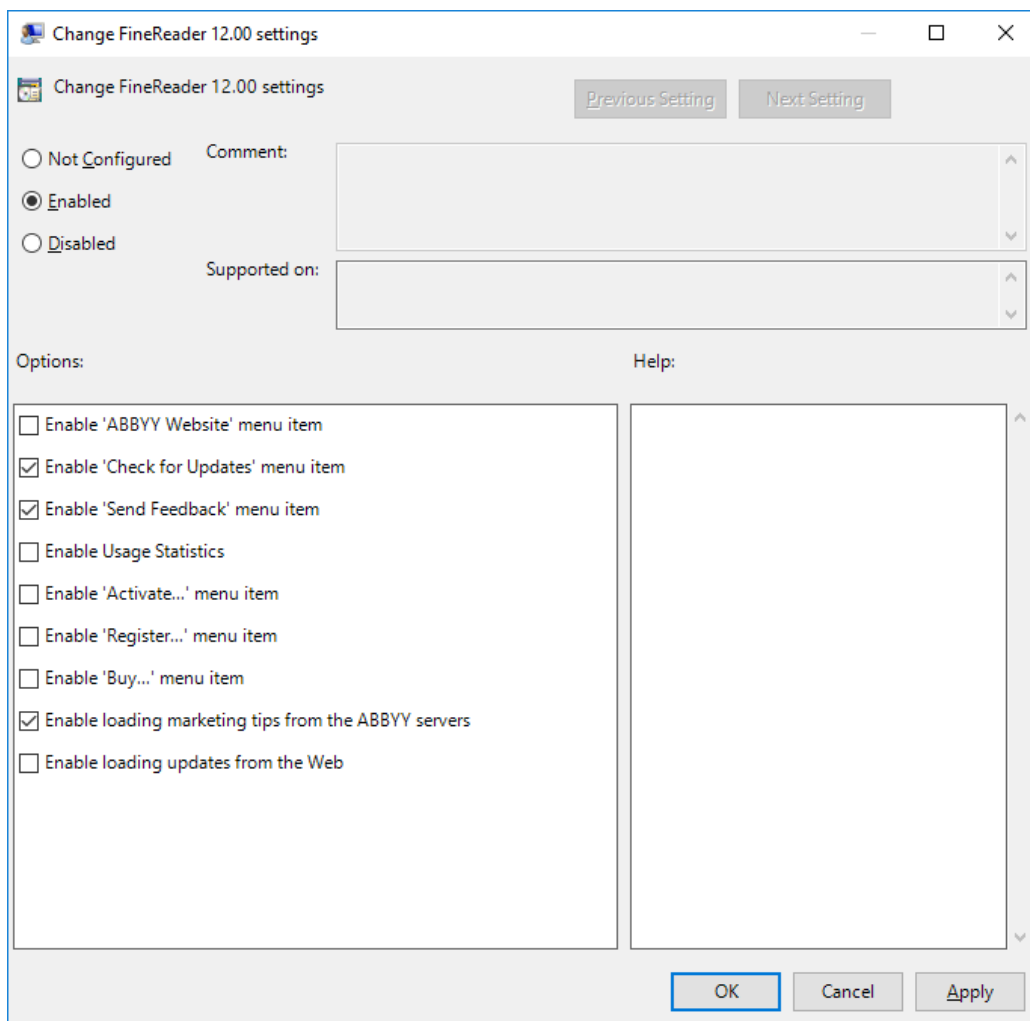 Change FineReader 12.00 settings
Change FineReader 12.00 settings
Previous Setting
Next Setting
Not Configured
Comment:
Enabled
Disabled
Supported on:
Options:
Help:
Enable 'ABBYY Website' menu item
Enable 'Check for Updates' menu item
Enable 'Send Feedback' menu item
Enable Usage Statistics
Enable 'Activate...' menu item
Enable 'Register...' menu item
Enable 'Buy...' menu item
Enable loading marketing tips from the ABBYY servers
Enable loading updates from the Web
OK
Cancel
Apply